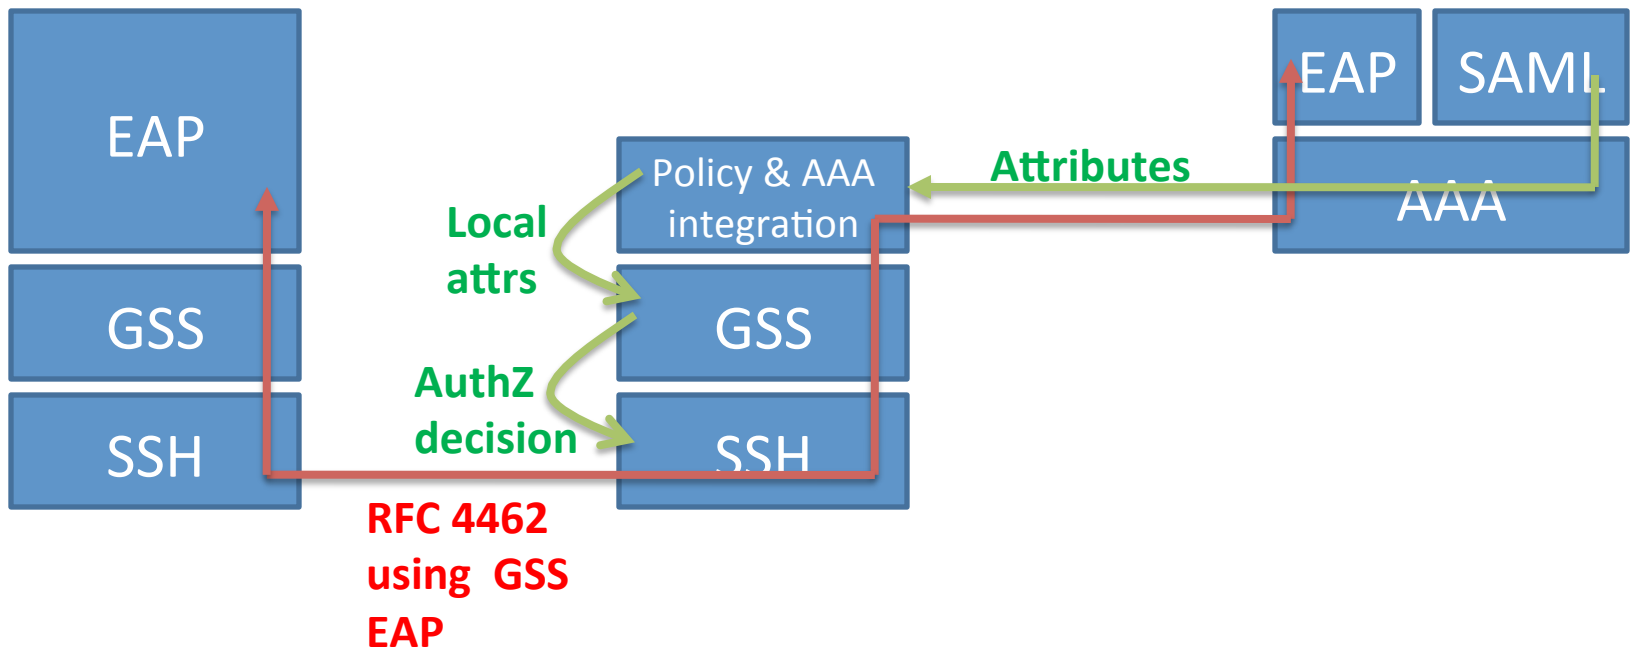 EAP
GSS
SSH
Local
attrs
AuthZ
decision
RFC 4462
using GSS
EAP
Policy & AAA
integration
GSS
SSH
Attributes
EAP
SAML
AAA